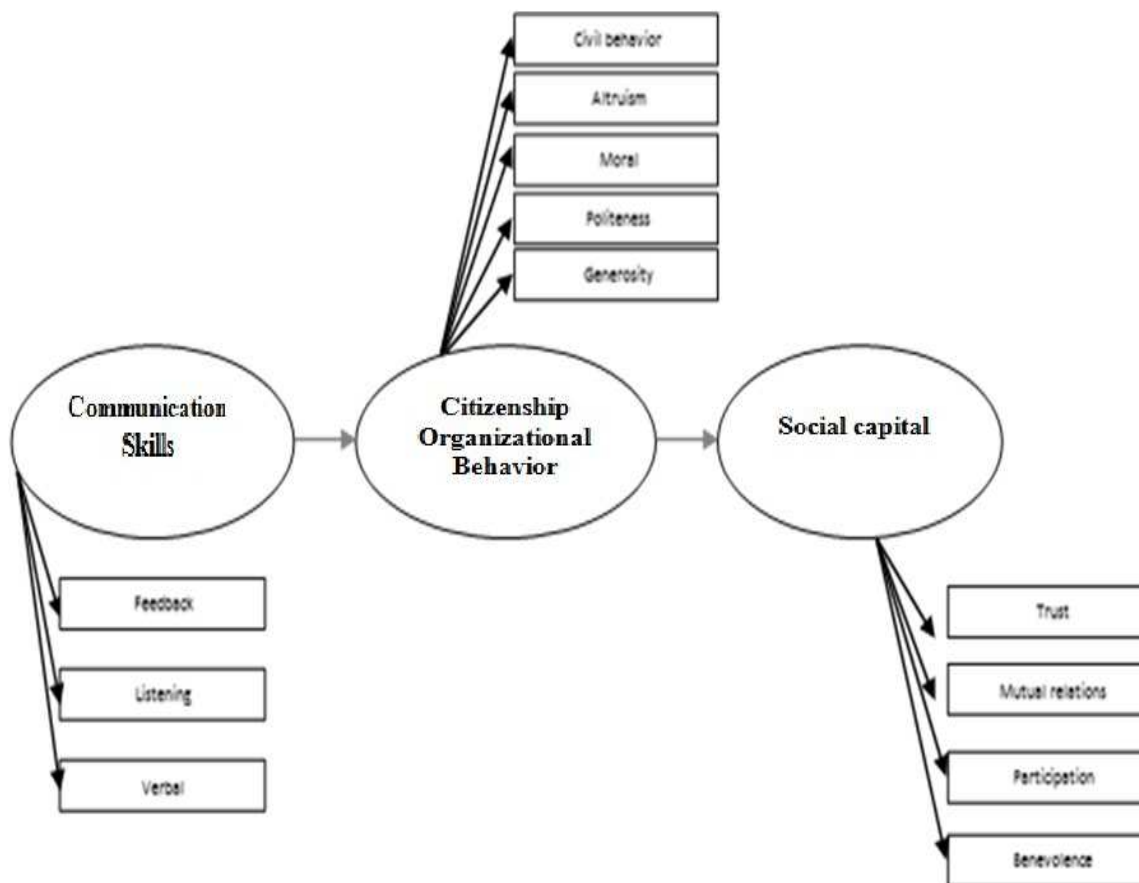 Civil behavior
Altruism
Moral
Politeness
Generosity
Communication
Skills
Citizenship
Organizational
Behavior
Social capital
Feedback
Listening
Verbal
Trust
Mutual relations
Participation
Benevolence